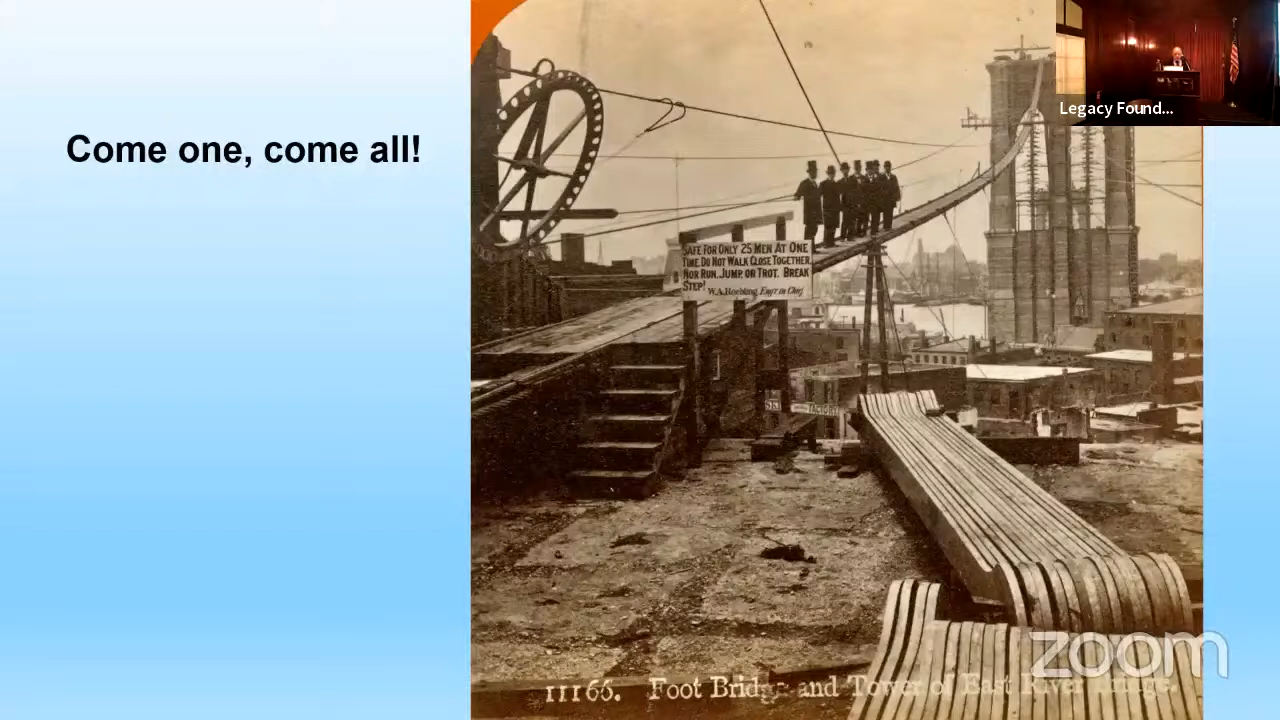 Come one, come all!
Legacy Found...
SAFE FOR ONLY 25 MEN AT ONE
TIME. DO NOT WALK CLOSE TOGETHER,
NOR RUN, JUMP, OR TROT. BREAK
STEP!
W.A. Roebling Eng'r in Chief
FACTORY
zoom
11166. Foot Bridge and Tower of East River Bridge.